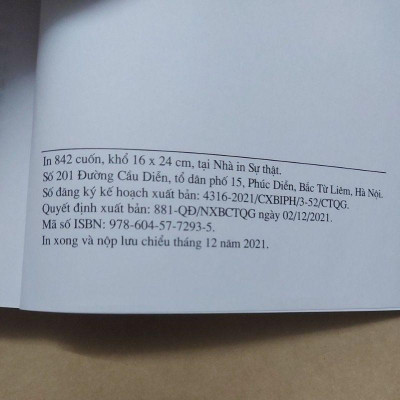 In 842 cuốn, khổ 16 x 24 cm, tại Nhà in Sự thật.
Số 201 Đường Cầu Diễn, tổ dân phố 15, Phúc Diễn, Bắc Từ Liêm, Hà Nội.
Số đăng ký kế hoạch xuất bản: 4316-2021/CXBIPH/3-52/CTQG.
Quyết định xuất bản: 881-QĐ/NXBCTQG ngày 02/12/2021.
Mã số ISBN: 978-604-57-7293-5.
In xong và nộp lưu chiểu tháng 12 năm 2021.